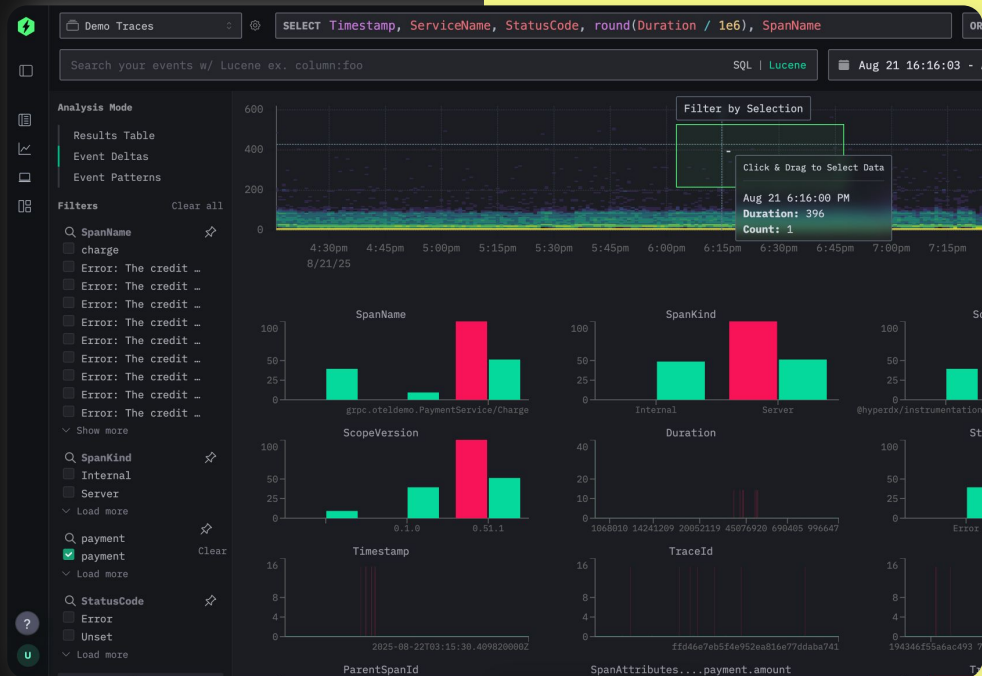 Demo Traces
SELECT Timestamp, ServiceName, StatusCode, round(Duration / 1e6), SpanName
OR
Search your events w/ Lucene ex. column:foo
SQL | Lucene
Aug 21 16:16:03 -
Analysis Mode
Results Table
Event Deltas
Event Patterns
Filters
Clear all
SpanName
charge
Error: The credit …
Error: The credit …
Error: The credit …
Error: The credit …
Error: The credit …
Error: The credit …
Error: The credit …
Error: The credit …
Error: The credit …
Show more
SpanKind
Internal
Server
Load more
payment
payment
Clear
Load more
StatusCode
Error
Unset
Load more
?
U
600
400
200
0
Filter by Selection
Click & Drag to Select Data
Aug 21 6:16:00 PM
Duration: 396
Count: 1
4:30pm 4:45pm 5:00pm 5:15pm 5:30pm 5:45pm 6:00pm 6:15pm 6:30pm 6:45pm 7:00pm 7:15pm
8/21/25
SpanName
100
50
25
0
grpc.oteldemo.PaymentService/Charge
SpanKind
100
50
25
0
Internal Server
100
50
25
0
@hyperdx/instrumentation
ScopeVersion
100
50
25
0
0.1.0 0.51.1
Duration
40
20
10
0
1068010 14241209 20052119 45076920 690405 996647
St
100
50
25
0
Error
Timestamp
16
8
4
0
2025-08-22T03:15:30.409820000Z
TraceId
16
8
4
0
ffd46e7eb5f4e952ea816e77ddaba741
16
8
4
0
194346f55a6ac493
ParentSpanId
SpanAttributes....payment.amount